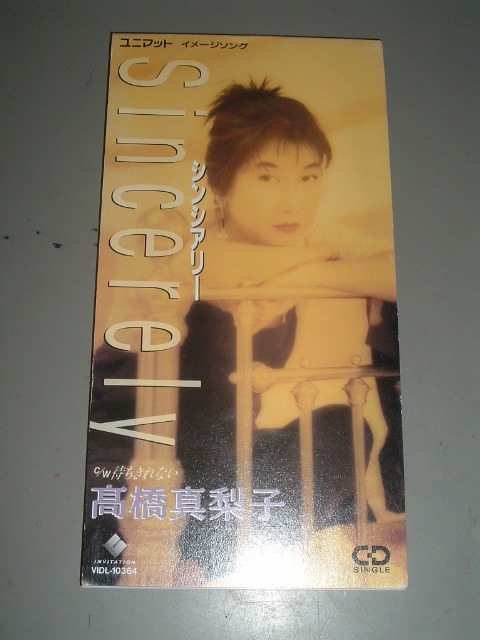 ユニマット イメージソング
Sincerely
シンシアリー
c/w 待ちきれない
高橋真梨子
INVITATION
VIDL-10364
CD
SINGLE